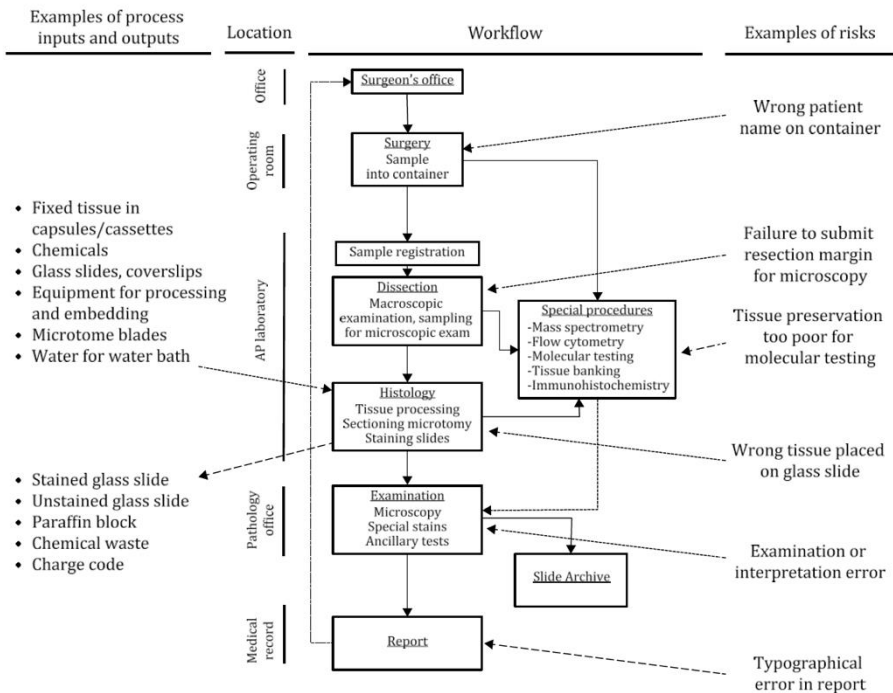 Examples of process
inputs and outputs
Location
Workflow
Examples of risks
Office
Surgeon's office
Operating
room
Surgery
Sample
into container
Wrong patient
name on container
• Fixed tissue in
capsules/cassettes
• Chemicals
• Glass slides, coverslips
• Equipment for processing
and embedding
• Microtome blades
• Water for water bath
AP laboratory
Sample registration
Dissection
Macroscopic
examination, sampling
for microscopic exam
Failure to submit
resection margin
for microscopy
Special procedures
-Mass spectrometry
-Flow cytometry
-Molecular testing
-Tissue banking
-Immunohistochemistry
Tissue preservation
too poor for
molecular testing
Histology
Tissue processing
Sectioning microtomy
Staining slides
Wrong tissue placed
on glass slide
• Stained glass slide
• Unstained glass slide
• Paraffin block
• Chemical waste
• Charge code
Pathology
office
Examination
Microscopy
Special stains
Ancillary tests
Slide Archive
Examination or
interpretation error
Medical
record
Report
Typographical
error in report